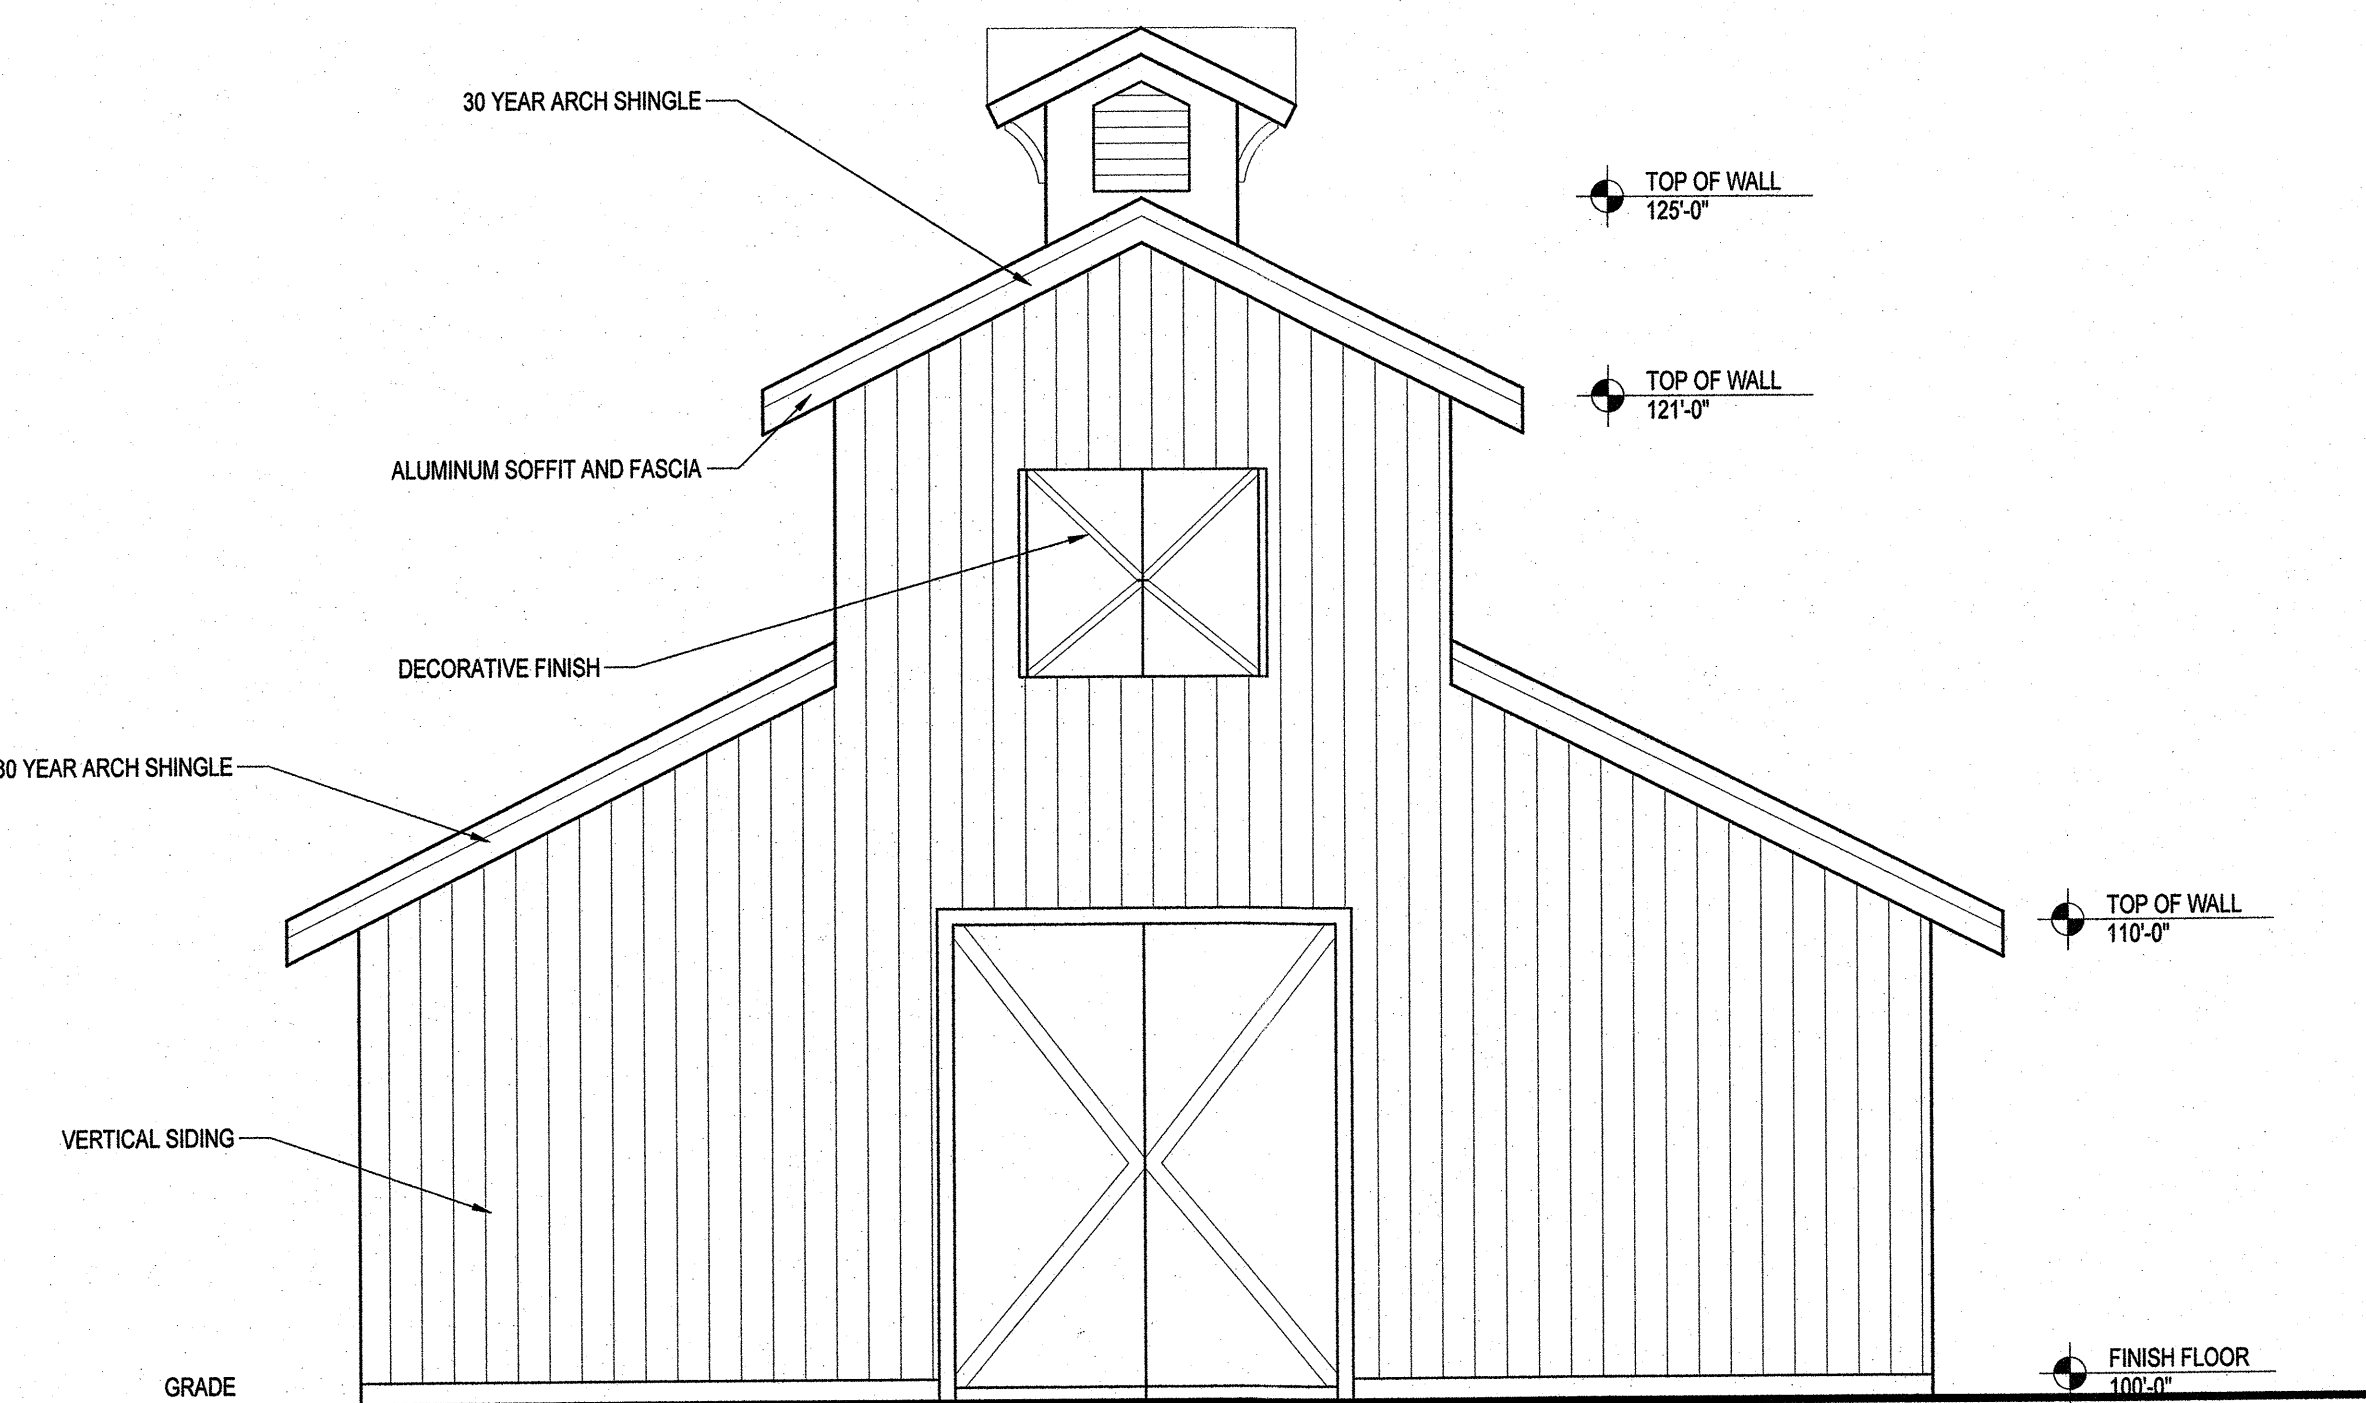 30 YEAR ARCH SHINGLE
TOP OF WALL
125'-0"
TOP OF WALL
121'-0"
ALUMINUM SOFFIT AND FASCIA
DECORATIVE FINISH
30 YEAR ARCH SHINGLE
TOP OF WALL
110'-0"
VERTICAL SIDING
FINISH FLOOR
100'-0"
GRADE